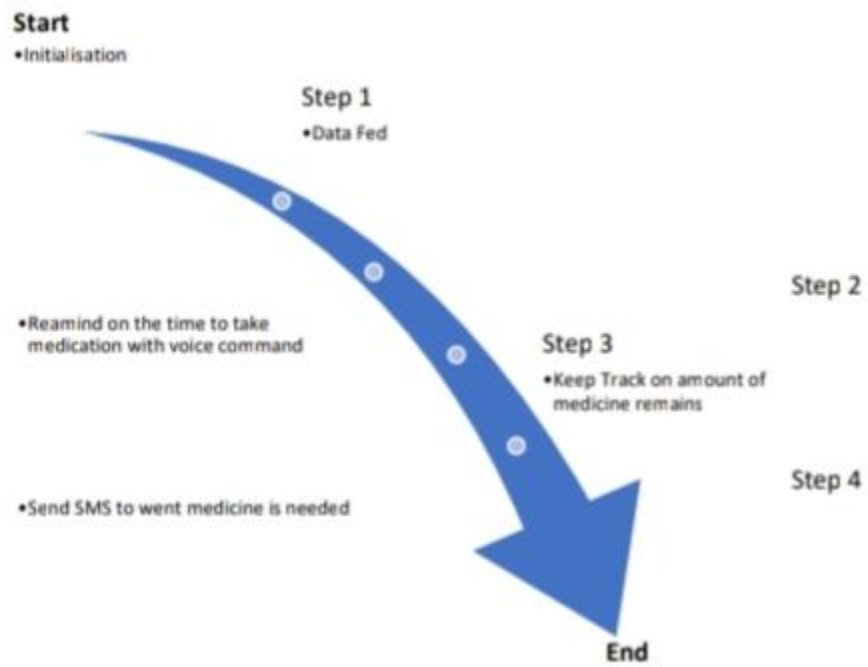 Start
•Initialisation
Step 1
•Data Fed
Step 2
•Reamind on the time to take
medication with voice command
Step 3
•Keep Track on amount of
medicine remains
Step 4
•Send SMS to went medicine is needed
End